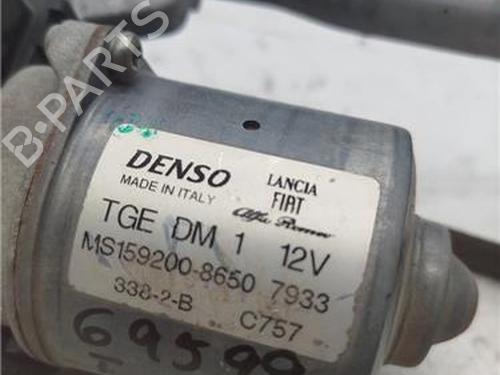 B-PARTS
DENSO
MADE IN ITALY
LANCIA
FIAT
Alfa Romeo
TGE DM 1 12V
MS159200-8650 7933
338-2-B C757
69590